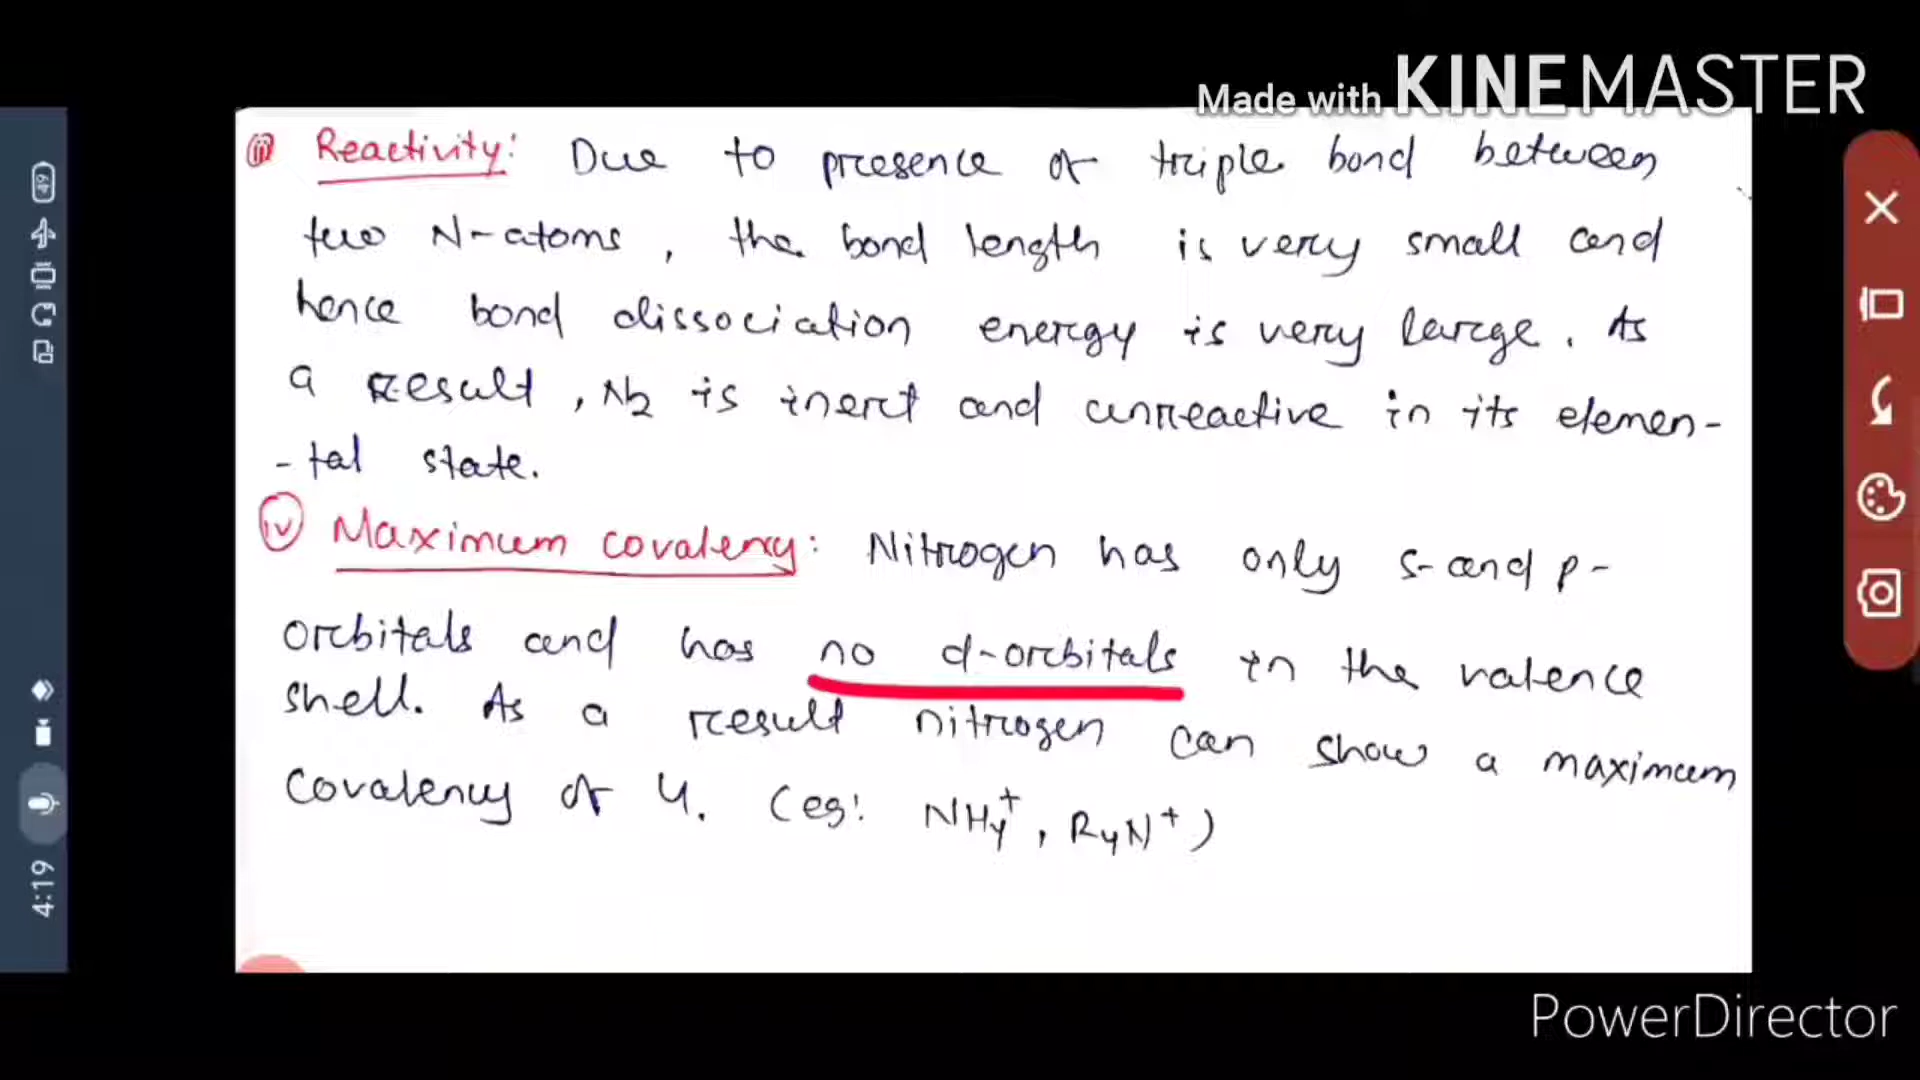 Made with KINEMASTER
(iii) Reactivity: Due to presence of triple bond between
two N-atoms, the bond length is very small and
hence bond dissociation energy is very large. As
a result, N2 is inert and unreactive in its elemen-
-tal state.
(iv) Maximum covalency: Nitrogen has only s- and p-
orbitals and has no d-orbitals in the valence
shell. As a result nitrogen can show a maximum
covalency of 4. (eg: NH4+, R4N+)
49
4:19
PowerDirector